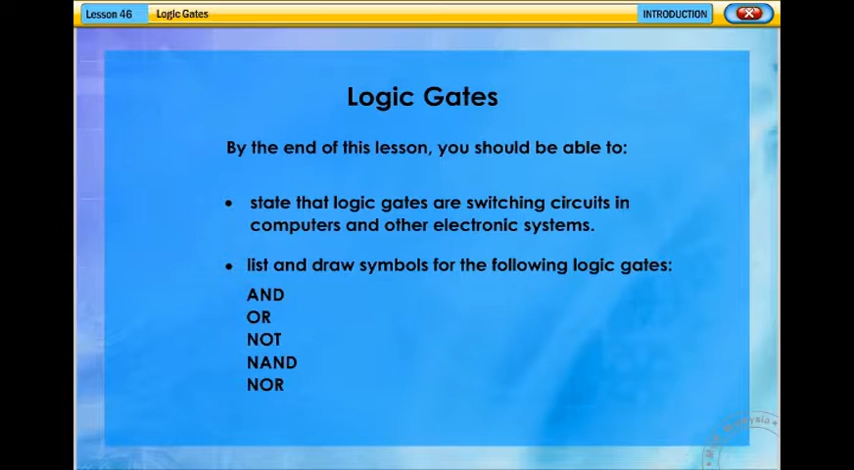 Lesson 46
Logic Gates
INTRODUCTION
Logic Gates
By the end of this lesson, you should be able to:
• state that logic gates are switching circuits in
computers and other electronic systems.
• list and draw symbols for the following logic gates:
AND
OR
NOT
NAND
NOR